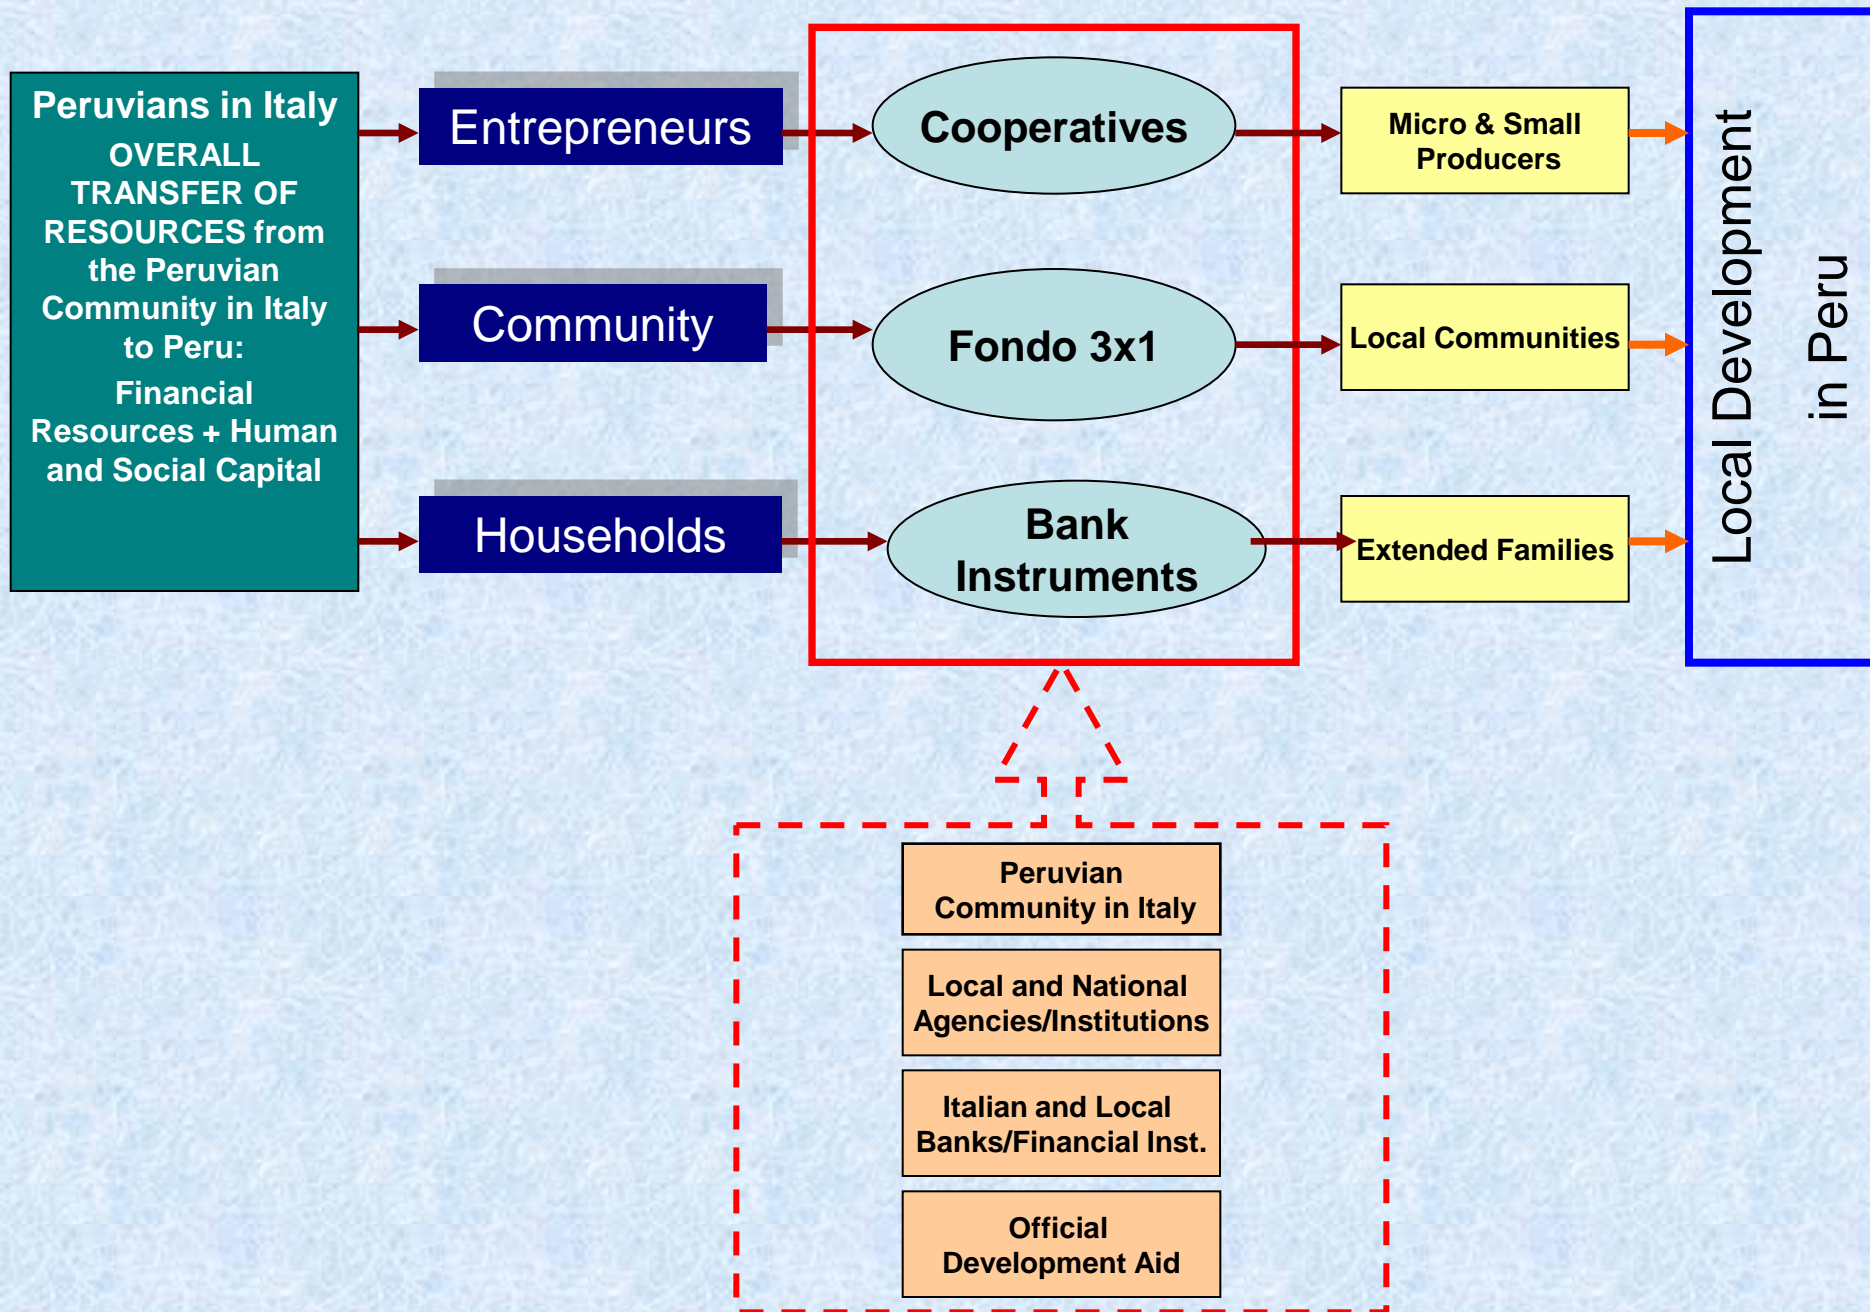 Peruvians in Italy
OVERALL
TRANSFER OF
RESOURCES from
the Peruvian
Community in Italy
to Peru:
Financial
Resources + Human
and Social Capital
Entrepreneurs
Community
Households
Cooperatives
Fondo 3x1
Bank
Instruments
Micro & Small
Producers
Local Communities
Extended Families
Local Development
in Peru
Peruvian
Community in Italy
Local and National
Agencies/Institutions
Italian and Local
Banks/Financial Inst.
Official
Development Aid